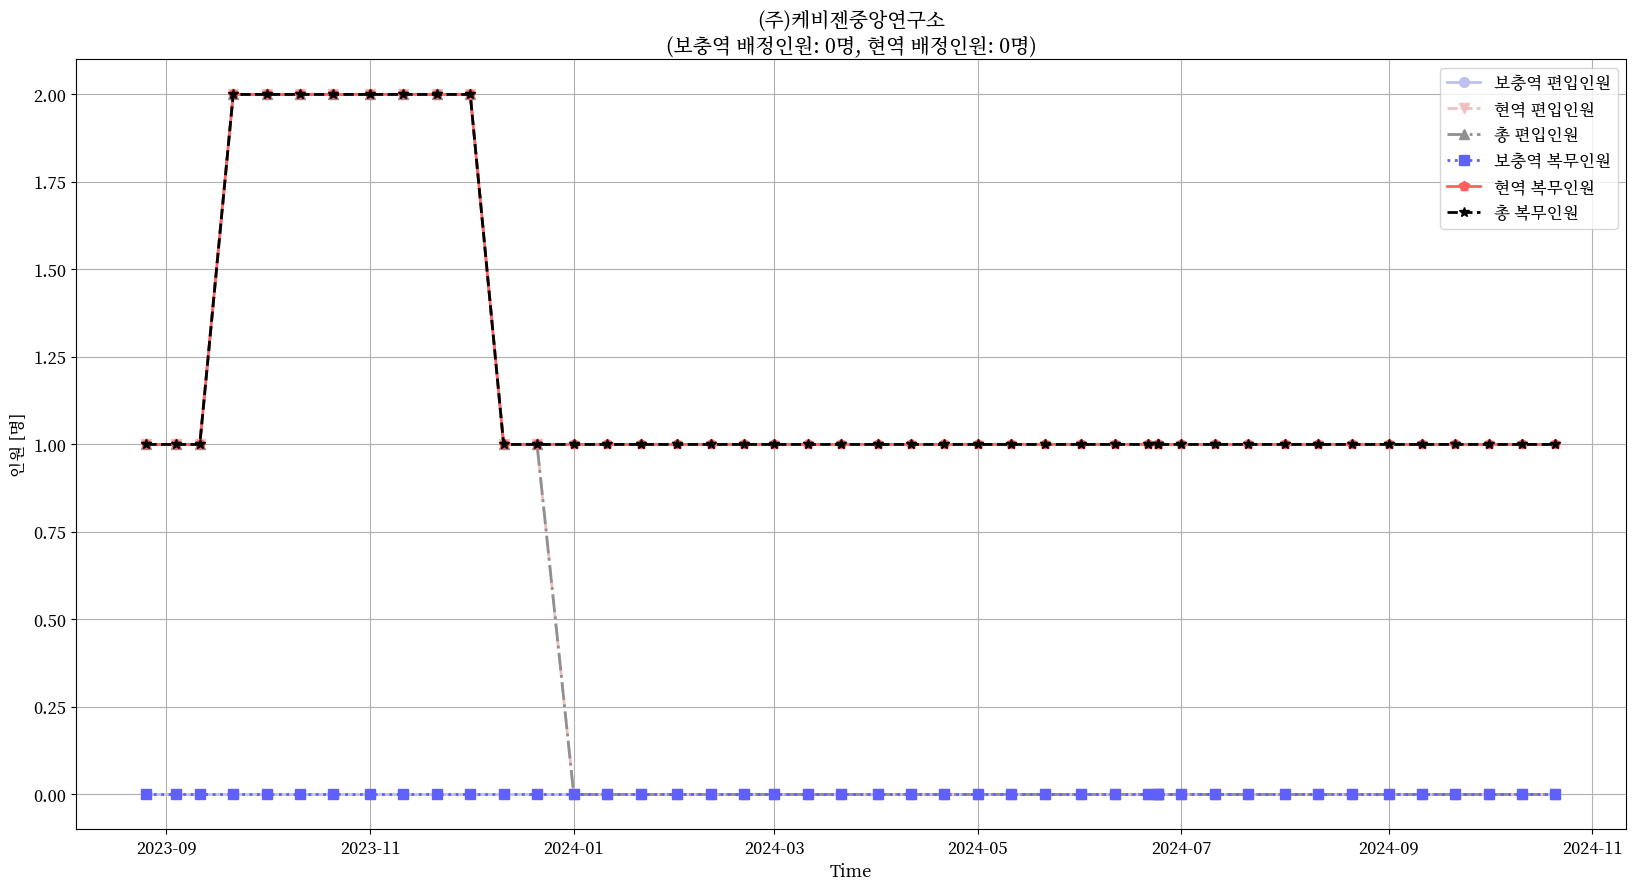 (주)케비젠중앙연구소
(보충역 배정인원: 0명, 현역 배정인원: 0명)
보충역 편입인원
현역 편입인원
총 편입인원
보충역 복무인원
현역 복무인원
총 복무인원
인원 [명]
2.00
1.75
1.50
1.25
1.00
0.75
0.50
0.25
0.00
2023-09
2023-11
2024-01
2024-03
2024-05
2024-07
2024-09
2024-11
Time